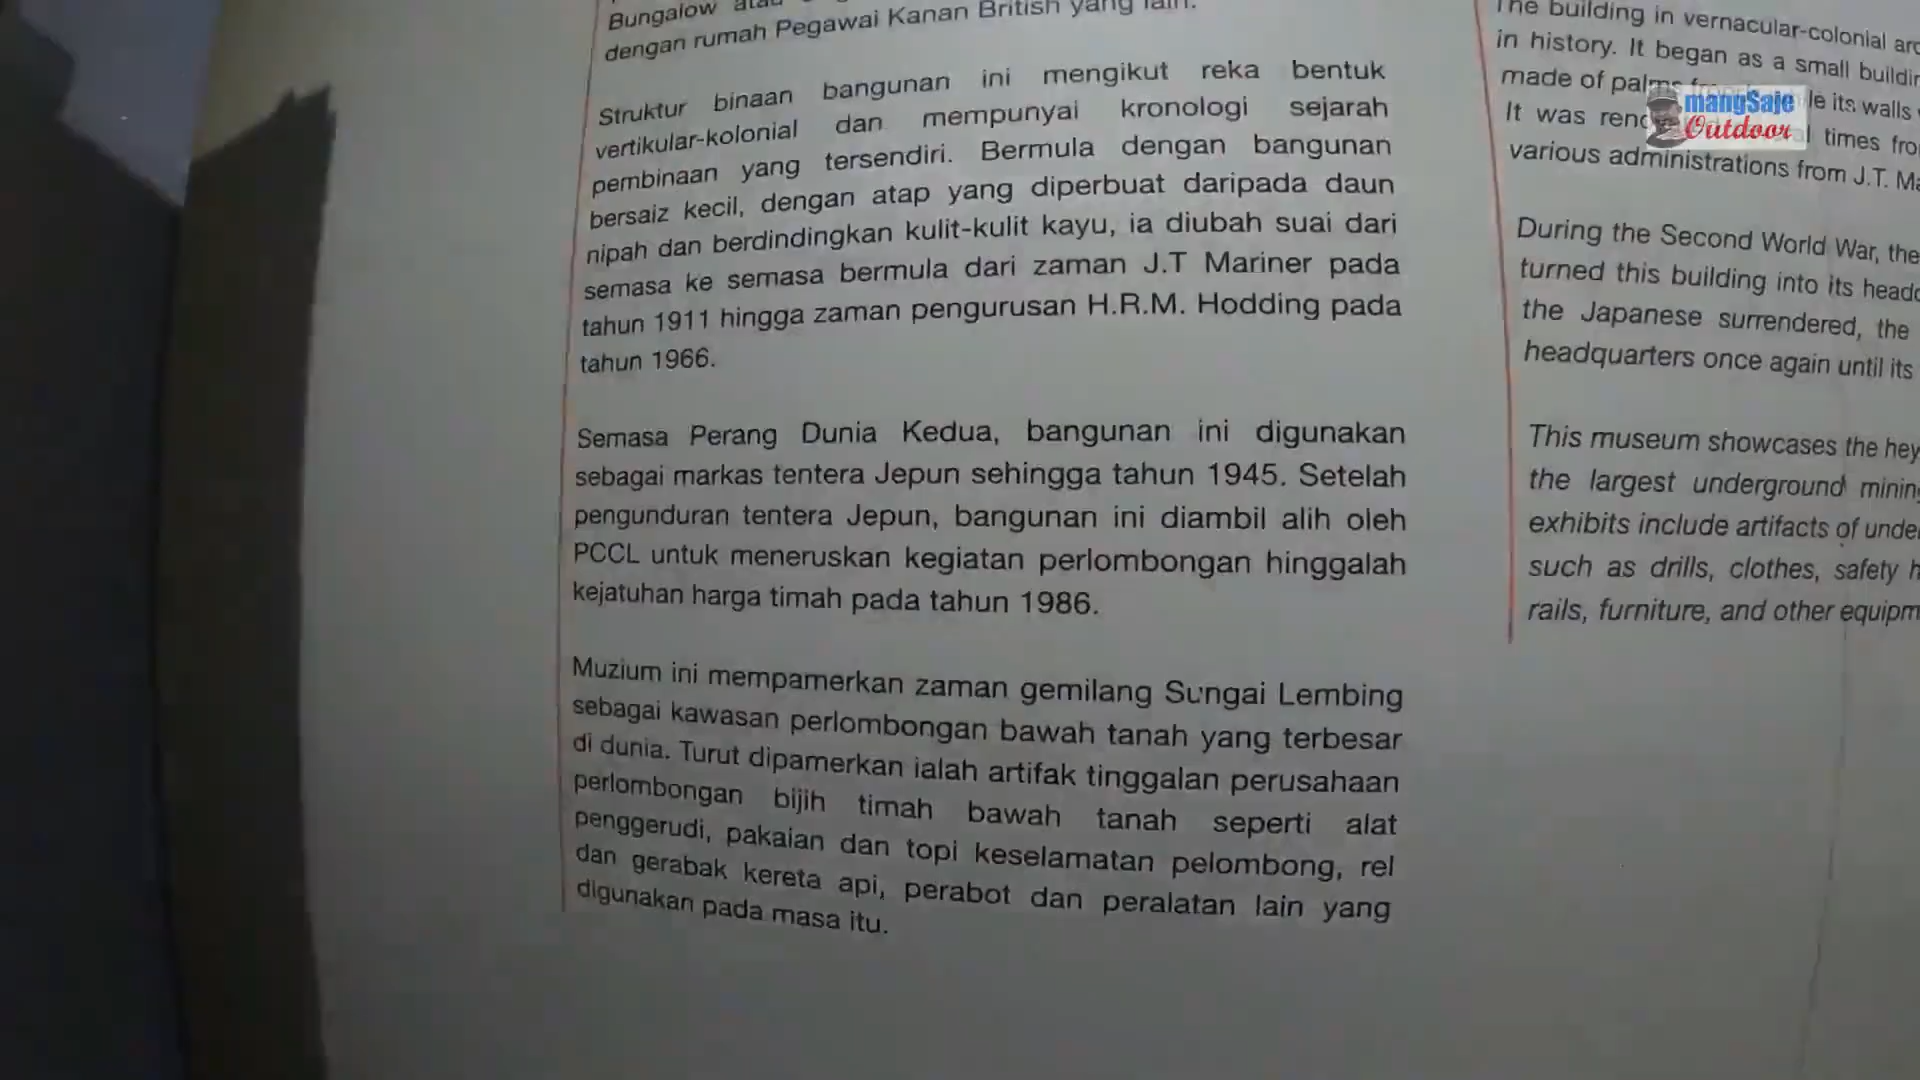 Bungalow
dengan rumah Pegawai Kanan British yang lain.
Struktur binaan bangunan ini mengikut reka bentuk
vertikular-kolonial dan mempunyai kronologi sejarah
pembinaan yang tersendiri. Bermula dengan bangunan
bersaiz kecil, dengan atap yang diperbuat daripada daun
nipah dan berdindingkan kulit-kulit kayu, ia diubah suai dari
semasa ke semasa bermula dari zaman J.T Mariner pada
tahun 1911 hingga zaman pengurusan H.R.M. Hodding pada
tahun 1966.
Semasa Perang Dunia Kedua, bangunan ini digunakan
sebagai markas tentera Jepun sehingga tahun 1945. Setelah
pengunduran tentera Jepun, bangunan ini diambil alih oleh
PCCL untuk meneruskan kegiatan perlombongan hinggalah
kejatuhan harga timah pada tahun 1986.
Muzium ini mempamerkan zaman gemilang Sungai Lembing
sebagai kawasan perlombongan bawah tanah yang terbesar
di dunia. Turut dipamerkan ialah artifak tinggalan perusahaan
perlombongan bijih timah bawah tanah seperti alat
penggerudi, pakaian dan topi keselamatan pelombong, rel
dan gerabak kereta api, perabot dan peralatan lain yang
digunakan pada masa itu.
The building in vernacular-colonial
in history. It began as a small
made of palms its walls
It was times
various administrations from J.T.
During the Second World War, the
turned this building into its
the Japanese surrendered, the
headquarters once again until its
This museum showcases the
the largest underground
exhibits include artifacts of
such as drills, clothes, safety
rails, furniture, and other
mangSaje
Outdoor